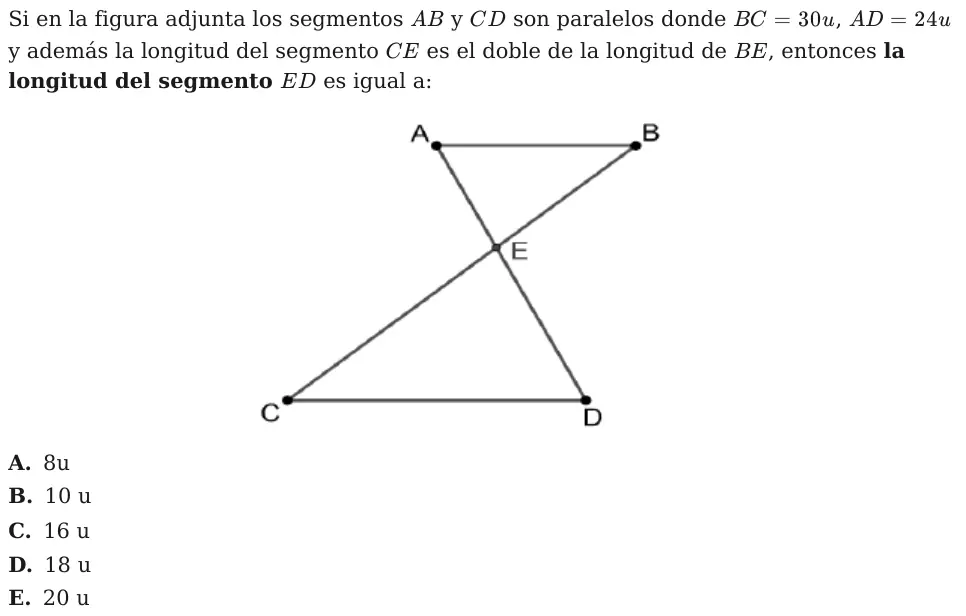 Si en la figura adjunta los segmentos AB y CD son paralelos donde BC = 30u, AD = 24u
y además la longitud del segmento CE es el doble de la longitud de BE, entonces la
longitud del segmento ED es igual a:
A B
E
C D
A. 8u
B. 10 u
C. 16 u
D. 18 u
E. 20 u